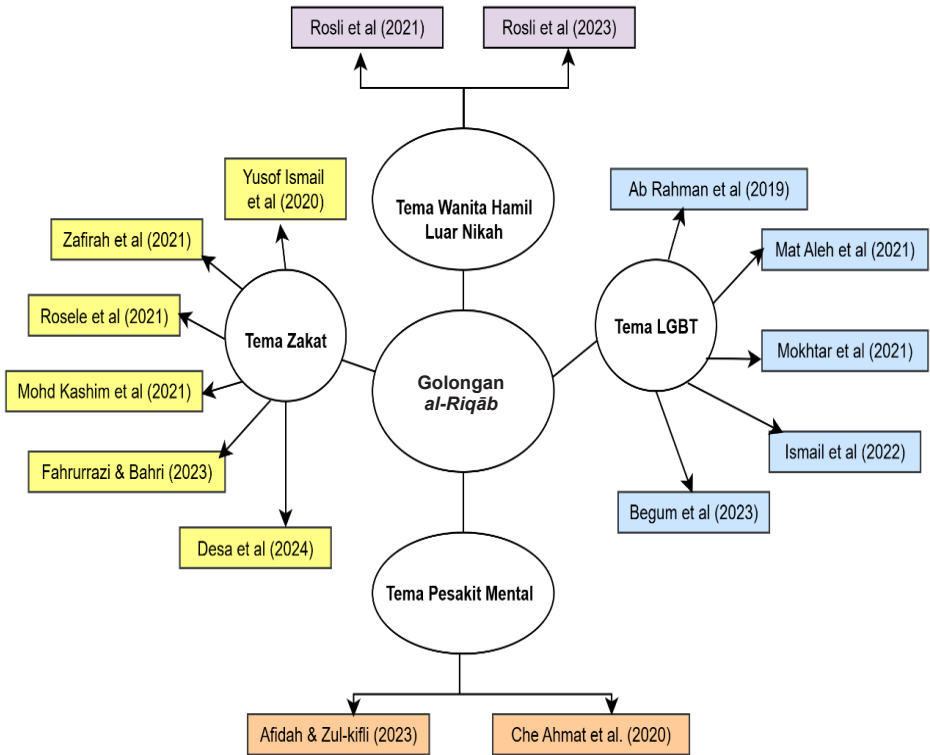 Rosli et al (2021)
Rosli et al (2023)
Tema Wanita Hamil
Luar Nikah
Yusof Ismail
et al (2020)
Zafirah et al (2021)
Rosele et al (2021)
Mohd Kashim et al (2021)
Fahrurrazi & Bahri (2023)
Desa et al (2024)
Tema Zakat
Golongan
al-Riqāb
Tema LGBT
Ab Rahman et al (2019)
Mat Aleh et al (2021)
Mokhtar et al (2021)
Ismail et al (2022)
Begum et al (2023)
Tema Pesakit Mental
Afidah & Zul-kifli (2023)
Che Ahmat et al. (2020)